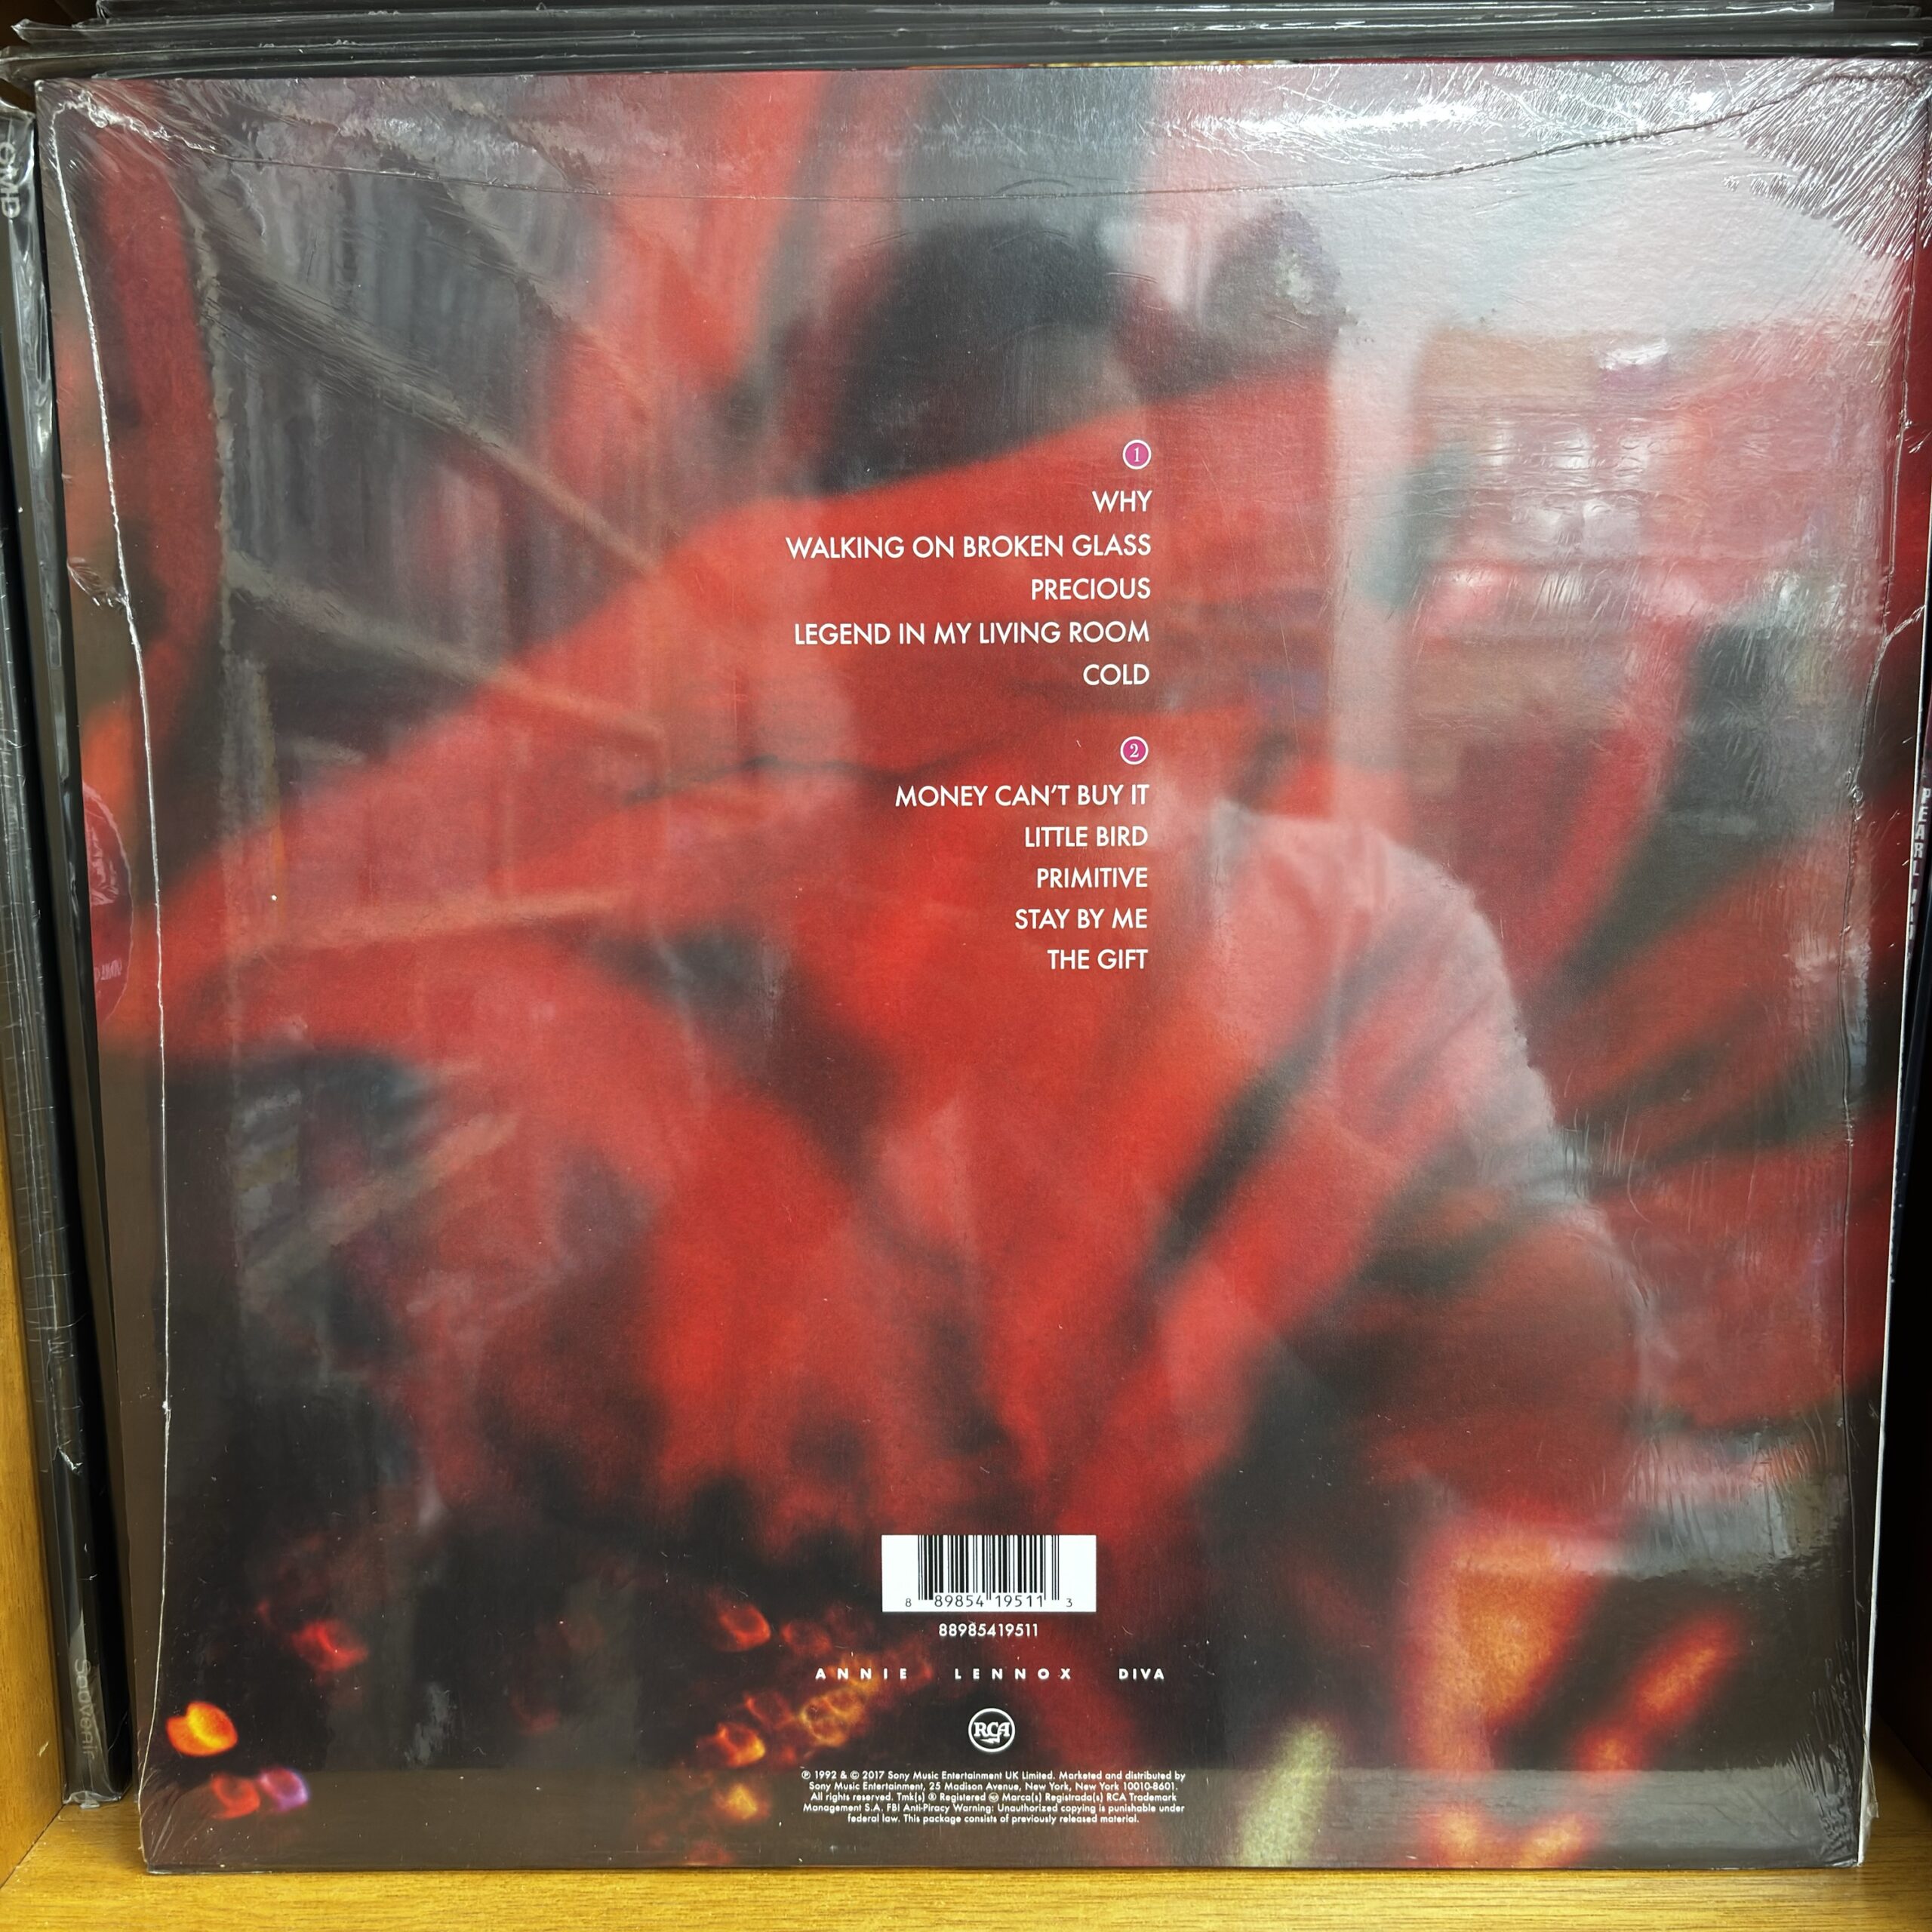 1
WHY
WALKING ON BROKEN GLASS
PRECIOUS
LEGEND IN MY LIVING ROOM
COLD
2
MONEY CAN'T BUY IT
LITTLE BIRD
PRIMITIVE
STAY BY ME
THE GIFT
8 89854 19511 3
88985419511
ANNIE LENNOX DIVA
RCA
℗ 1992 & © 2017 Sony Music Entertainment UK Limited. Marketed and distributed by
Sony Music Entertainment, 25 Madison Avenue, New York, New York 10010-8601.
All rights reserved. Tmk(s) ® Registered Marca(s) Registrada(s) RCA Trademark
Management S.A. FBI Anti-Piracy Warning: Unauthorized copying is punishable under
federal law. This package consists of previously released material.